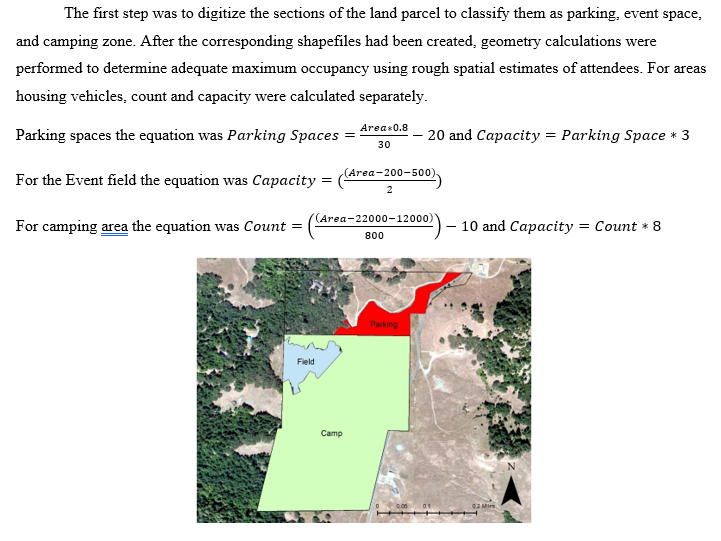 The first step was to digitize the sections of the land parcel to classify them as parking, event space,
and camping zone. After the corresponding shapefiles had been created, geometry calculations were
performed to determine adequate maximum occupancy using rough spatial estimates of attendees. For areas
housing vehicles, count and capacity were calculated separately.
Parking spaces the equation was Parking Spaces = Area*0.8/30 − 20 and Capacity = Parking Space * 3
For the Event field the equation was Capacity = ((Area−200−500)/2)
For camping area the equation was Count = (((Area−22000−12000))/800) − 10 and Capacity = Count * 8
Parking
Field
Camp
N
0 0.05 0.1 0.2 Miles